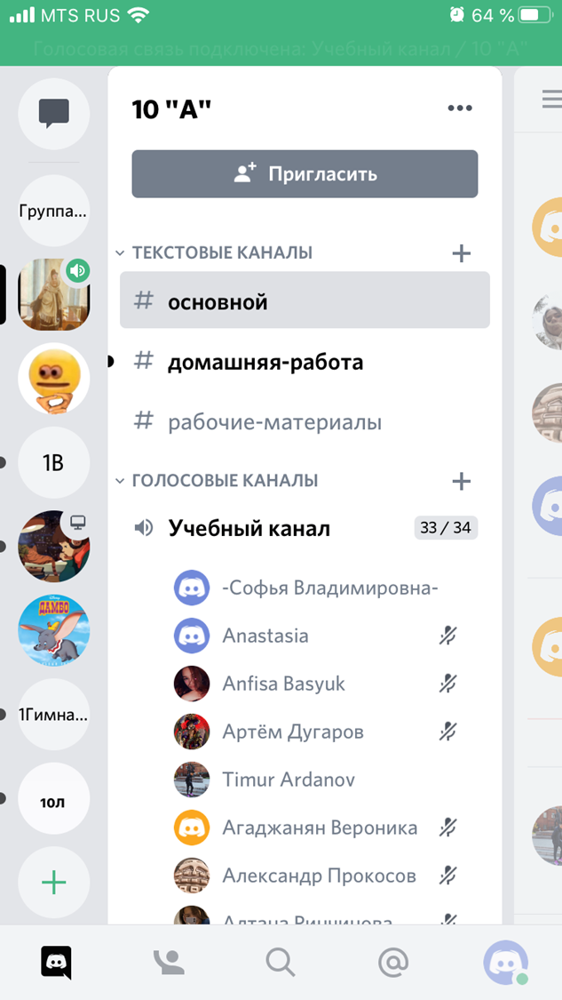 MTS RUS
64 %
Голосовая связь подключена: Учебный канал / 10 "А"
10 "А"
Пригласить
Группа...
ТЕКСТОВЫЕ КАНАЛЫ
основной
домашняя-работа
рабочие-материалы
1В
ГОЛОСОВЫЕ КАНАЛЫ
Учебный канал
33 / 34
-Софья Владимировна-
ДАМБО
Anastasia
Anfisa Basyuk
1Гимна...
Артём Дугаров
Timur Ardanov
10Л
Агаджанян Вероника
Александр Прокосов
Алтана Ринчинова